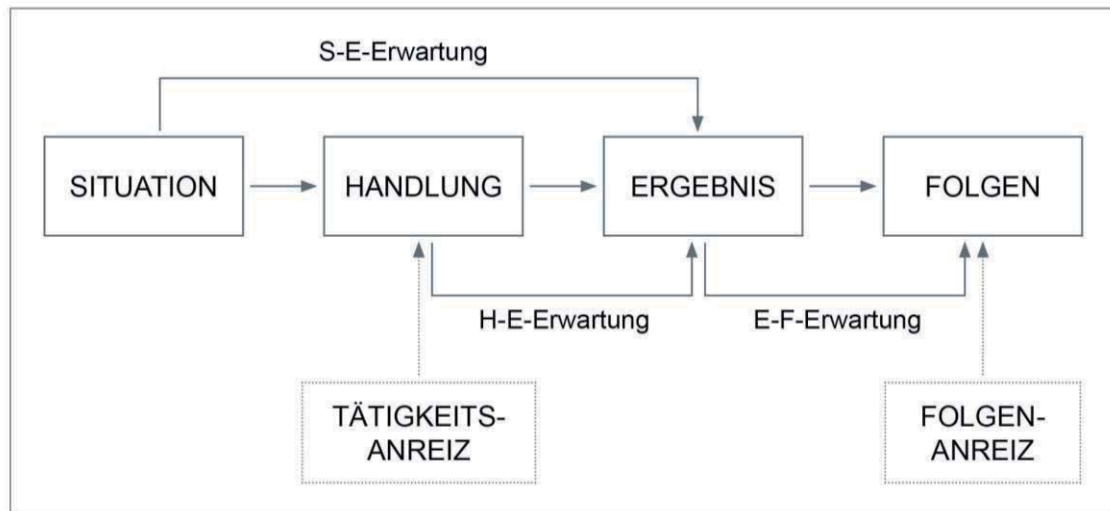 S-E-Erwartung
SITUATION
HANDLUNG
ERGEBNIS
FOLGEN
H-E-Erwartung
E-F-Erwartung
TÄTIGKEITS-
ANREIZ
FOLGEN-
ANREIZ